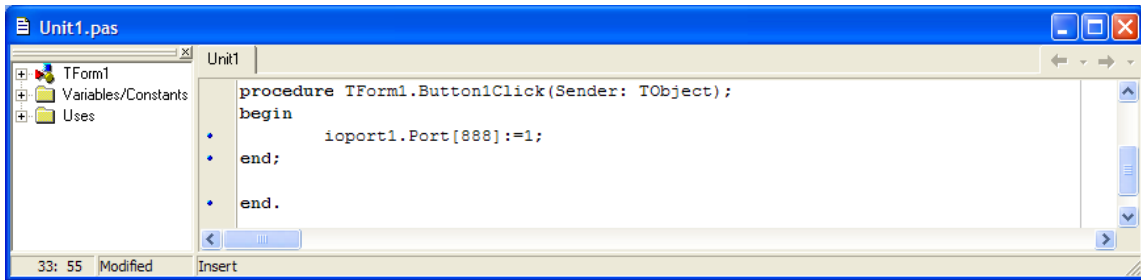 Unit1.pas
TForm1
Variables/Constants
Uses
Unit1
procedure TForm1.Button1Click(Sender: TObject);
begin
ioport1.Port[888]:=1;
end;
end.
33: 55 Modified Insert